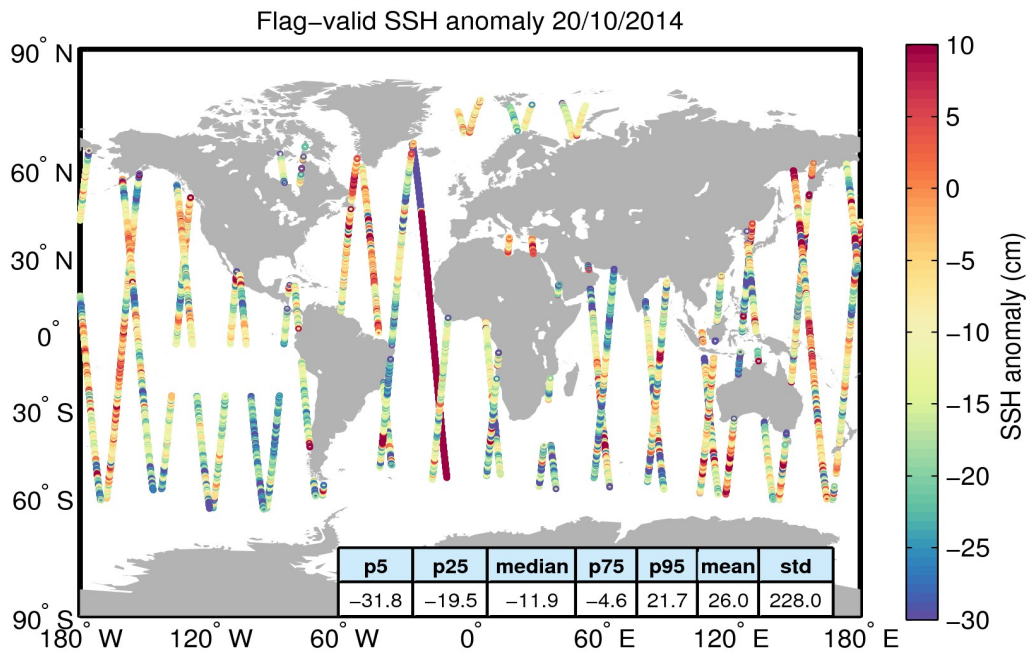 Flag−valid SSH anomaly 20/10/2014
90° N
60° N
30° N
0°
30° S
60° S
90° S
180° W
120° W
60° W
0°
60° E
120° E
180° E
10
5
0
−5
−10
−15
−20
−25
−30
SSH anomaly (cm)
p5 p25 median p75 p95 mean std
−31.8 −19.5 −11.9 −4.6 21.7 26.0 228.0